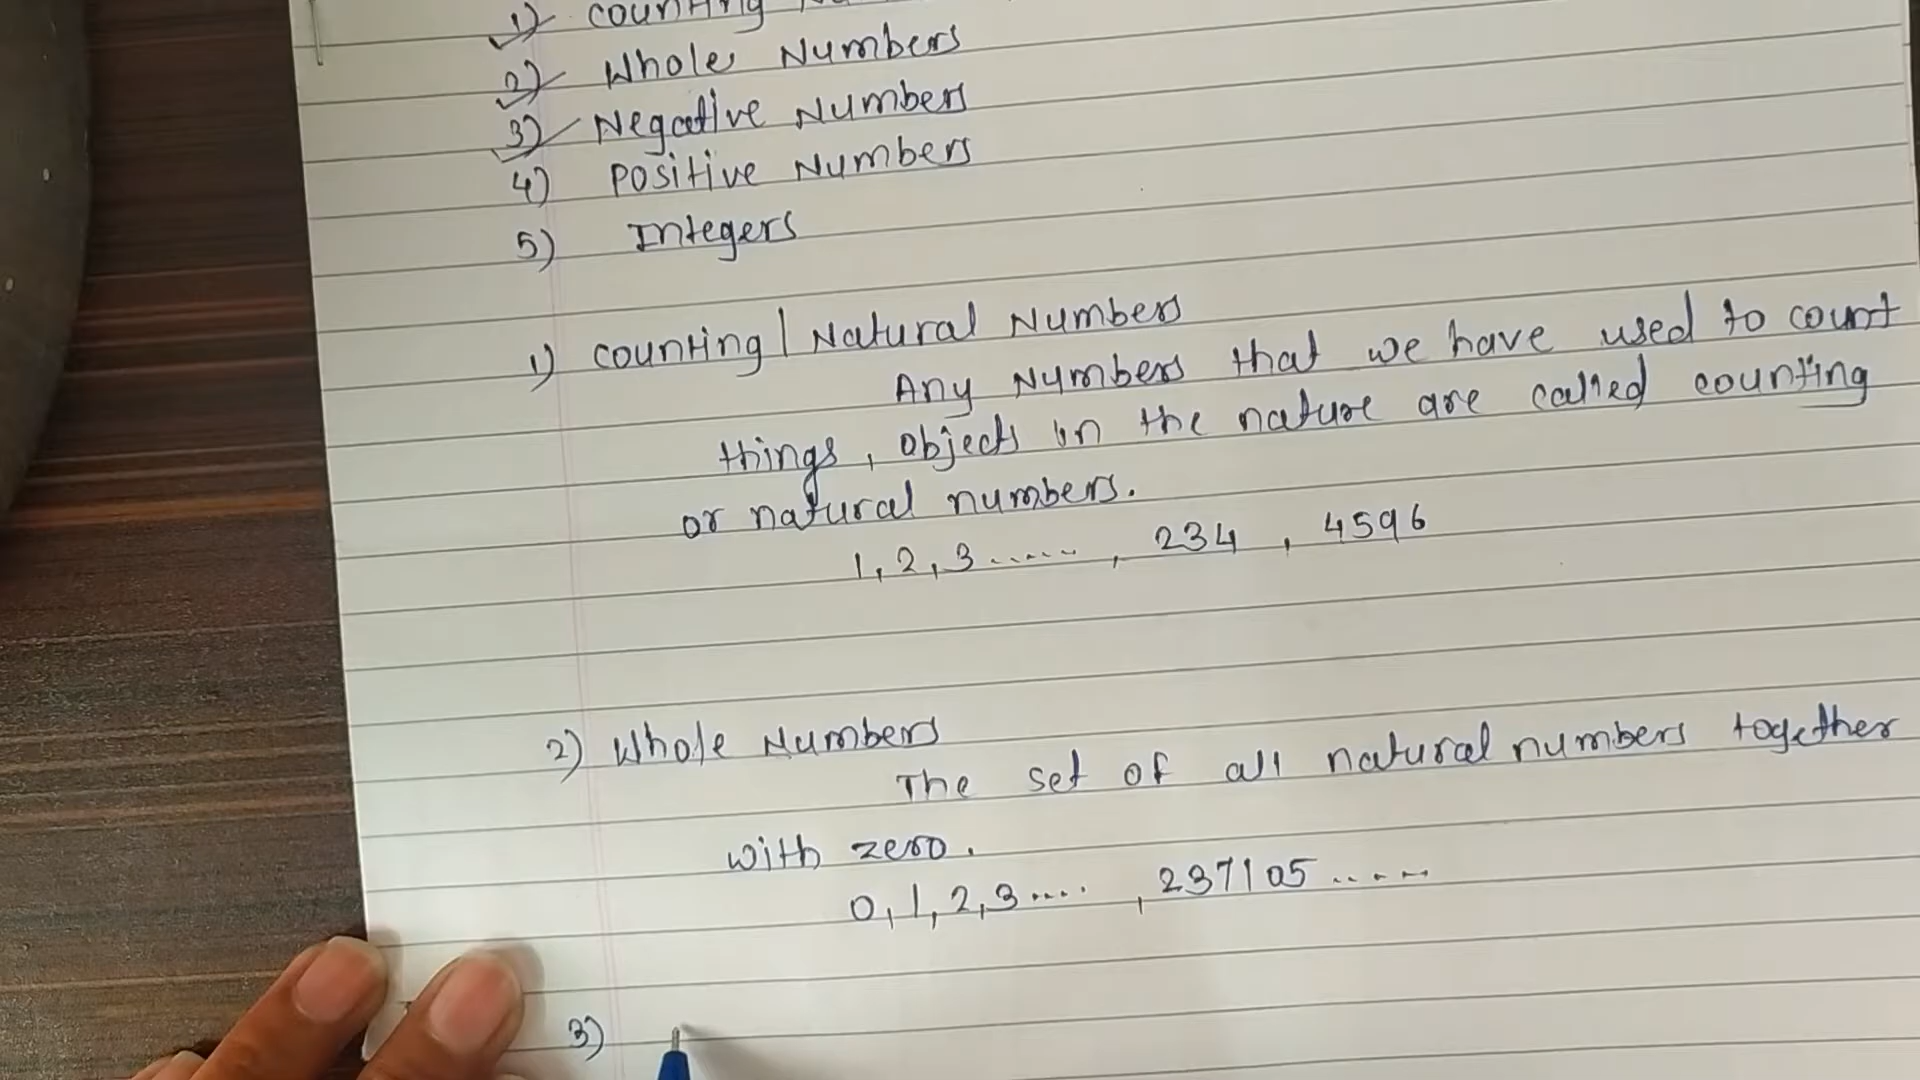 1) counting
2) Whole Numbers
3) Negative Numbers
4) Positive Numbers
5) Integers
1) counting | Natural Numbers
Any Numbers that we have used to count
things, objects in the nature are called counting
or natural numbers.
1, 2, 3 ....., 234, 4596
2) Whole Numbers
The set of all natural numbers together
with zero.
0, 1, 2, 3 ...., 237105 .....
3)